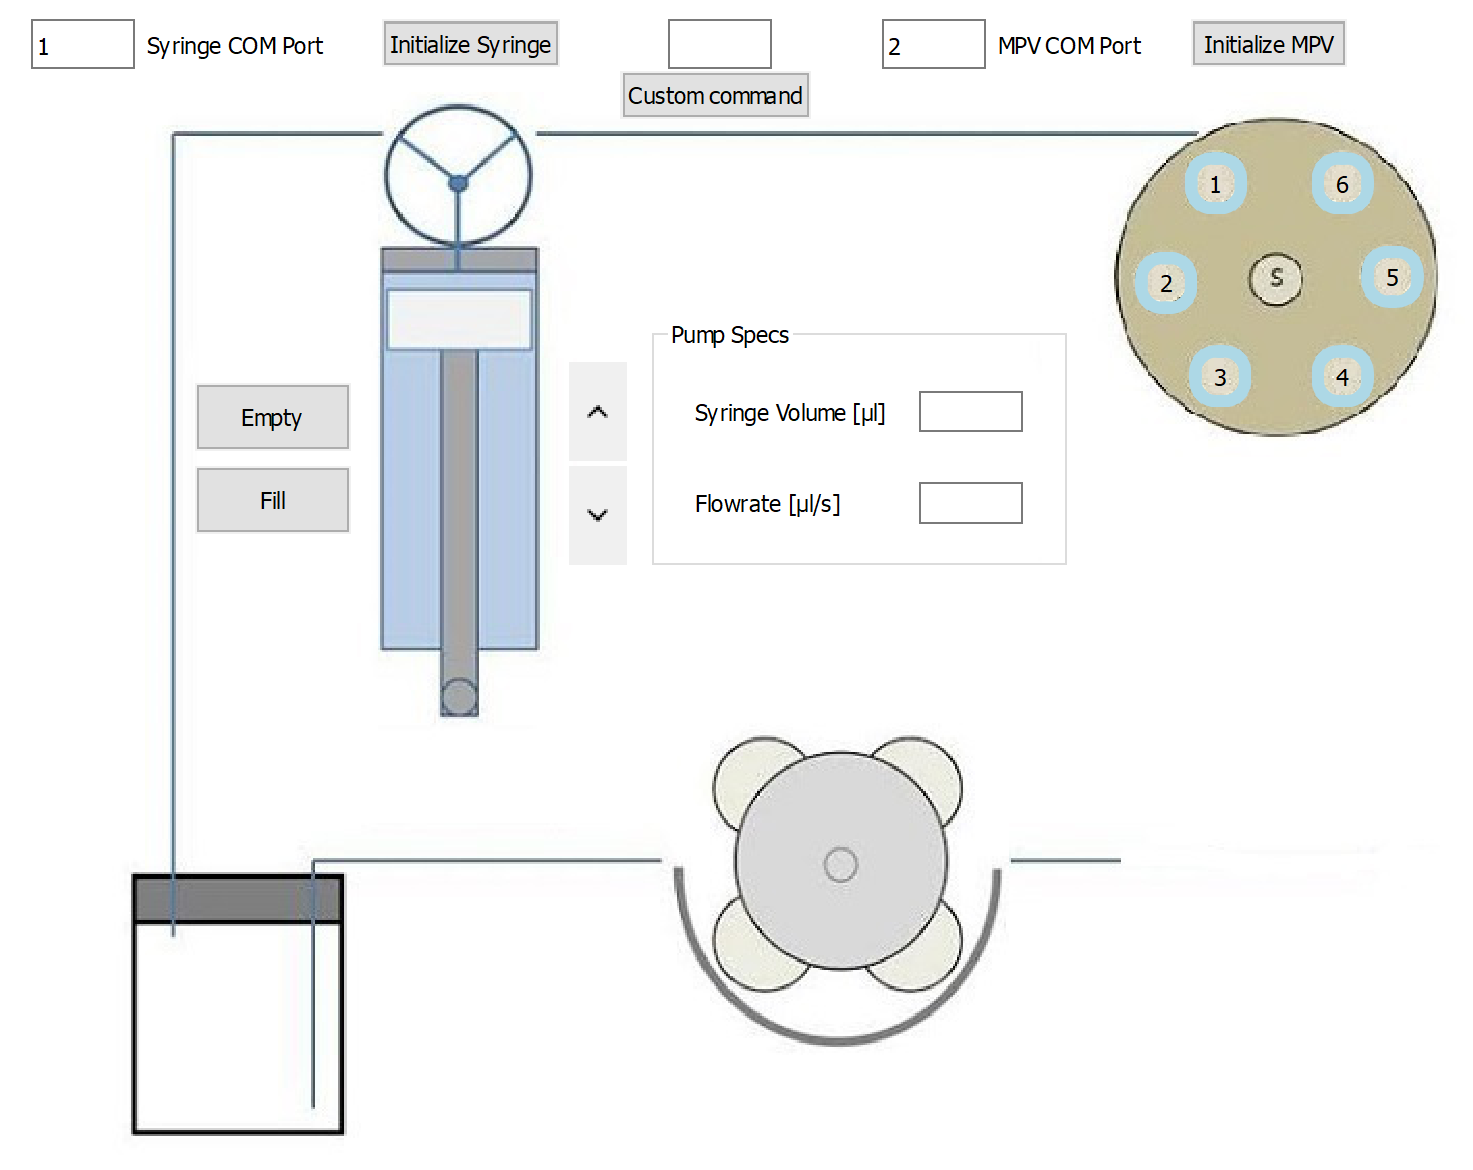 1
Syringe COM Port
Initialize Syringe
2
MPV COM Port
Initialize MPV
Custom command
1
6
2
S
5
3
4
Pump Specs
Syringe Volume [µl]
Flowrate [µl/s]
Empty
Fill